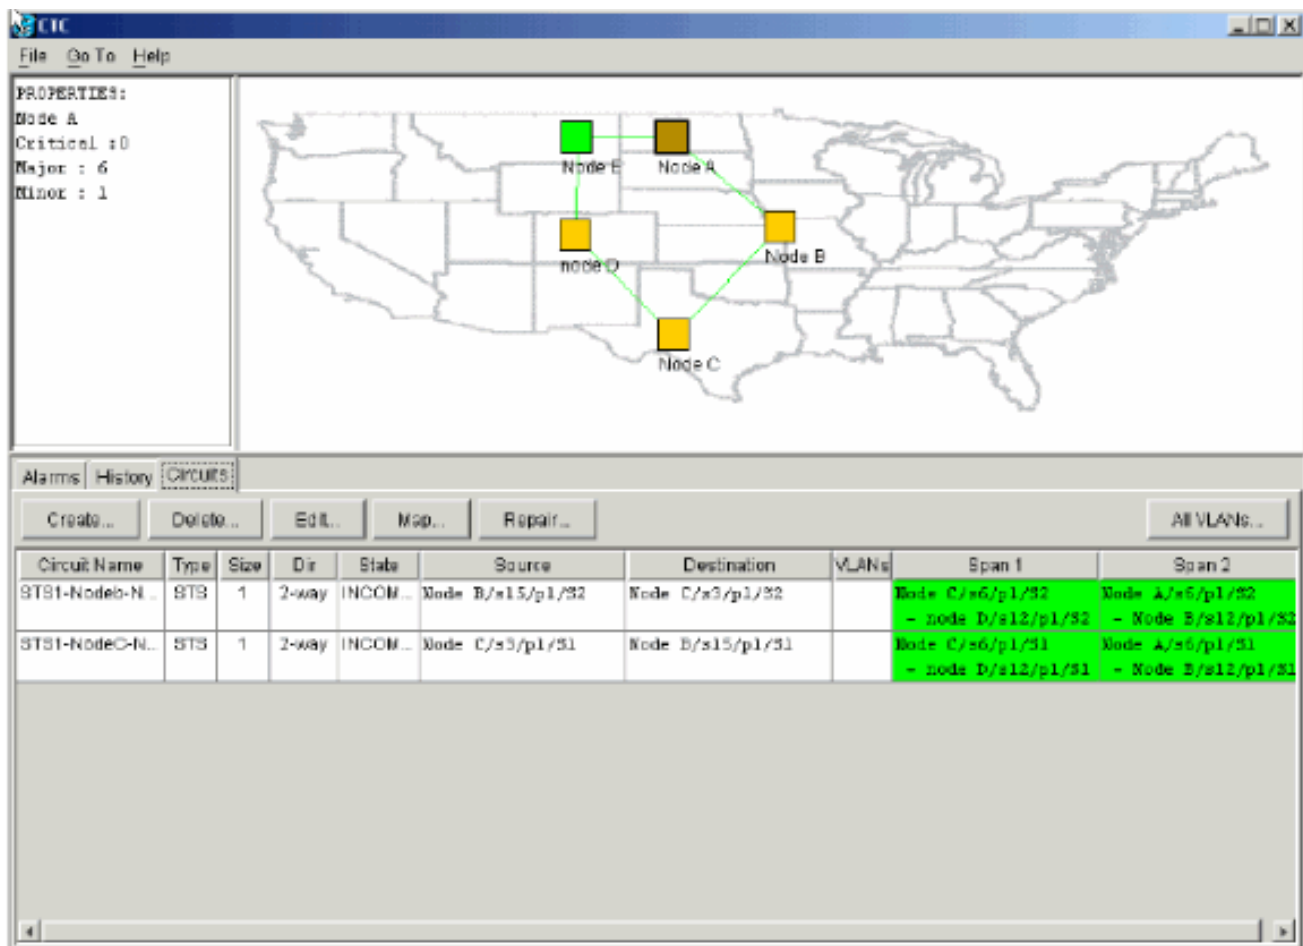 CTC
File Go To Help
PROPERTIES:
Node A
Critical :0
Major : 6
Minor : 1
Node E
Node A
Node B
node D
Node C
Alarms History Circuits
Create... Delete... Edit... Map... Repair... All VLANs...
Circuit Name Type Size Dir State Source Destination VLANs Span 1 Span 2
STS1-Nodeb-N... STS 1 2-way INCOM... Node B/s15/p1/S2 Node C/s3/p1/S2 Node C/s6/p1/S2 Node A/s6/p1/S2
- node D/s12/p1/S2 - Node B/s12/p1/S2
STS1-NodeC-N... STS 1 2-way INCOM... Node C/s3/p1/S1 Node B/s15/p1/S1 Node C/s6/p1/S1 Node A/s6/p1/S1
- node D/s12/p1/S1 - Node B/s12/p1/S1